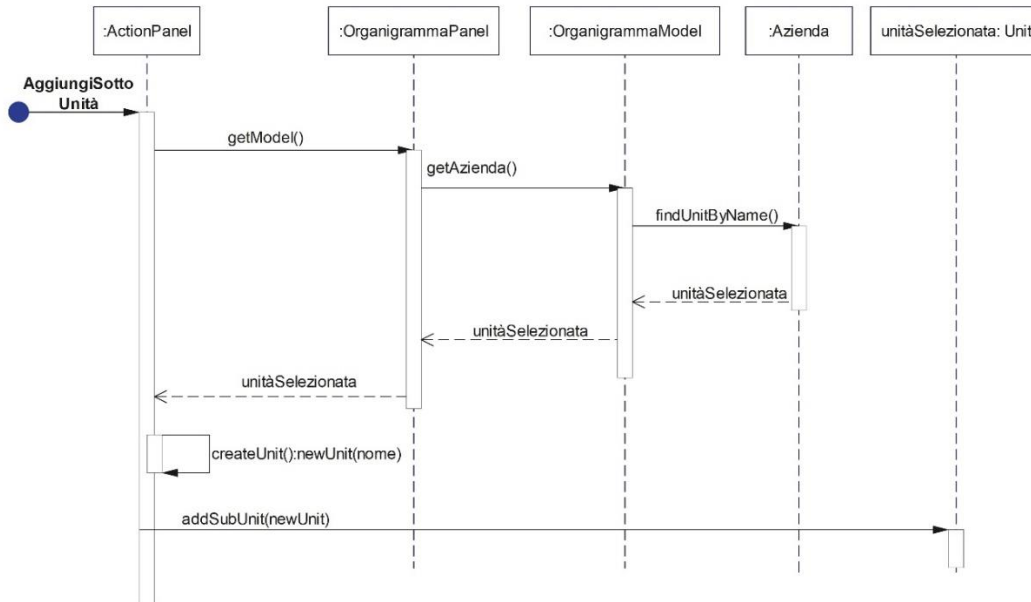 :ActionPanel
:OrganigrammaPanel
:OrganigrammaModel
:Azienda
unitàSelezionata: Unit
AggiungiSotto
Unità
getModel()
getAzienda()
findUnitByName()
unitàSelezionata
unitàSelezionata
unitàSelezionata
createUnit():newUnit(nome)
addSubUnit(newUnit)